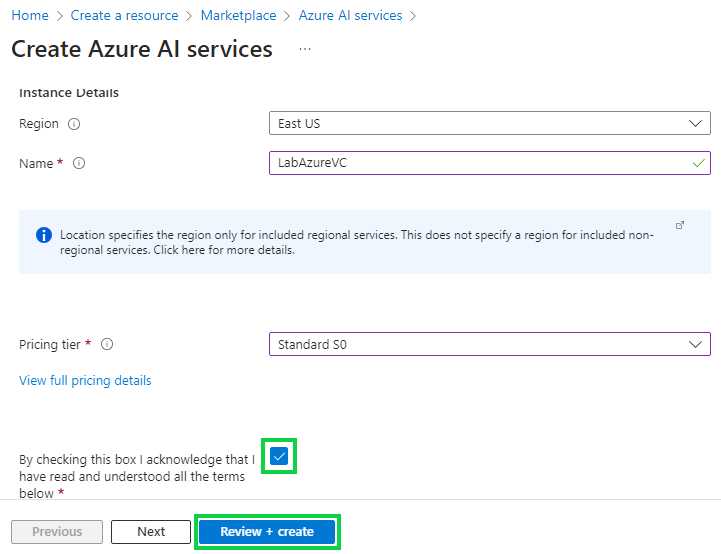 Home > Create a resource > Marketplace > Azure AI services >
Create Azure AI services ...
Instance Details
Region
East US
Name *
LabAzureVC
Location specifies the region only for included regional services. This does not specify a region for included non-
regional services. Click here for more details.
Pricing tier *
Standard S0
View full pricing details
By checking this box I acknowledge that I
have read and understood all the terms
below *
Previous
Next
Review + create